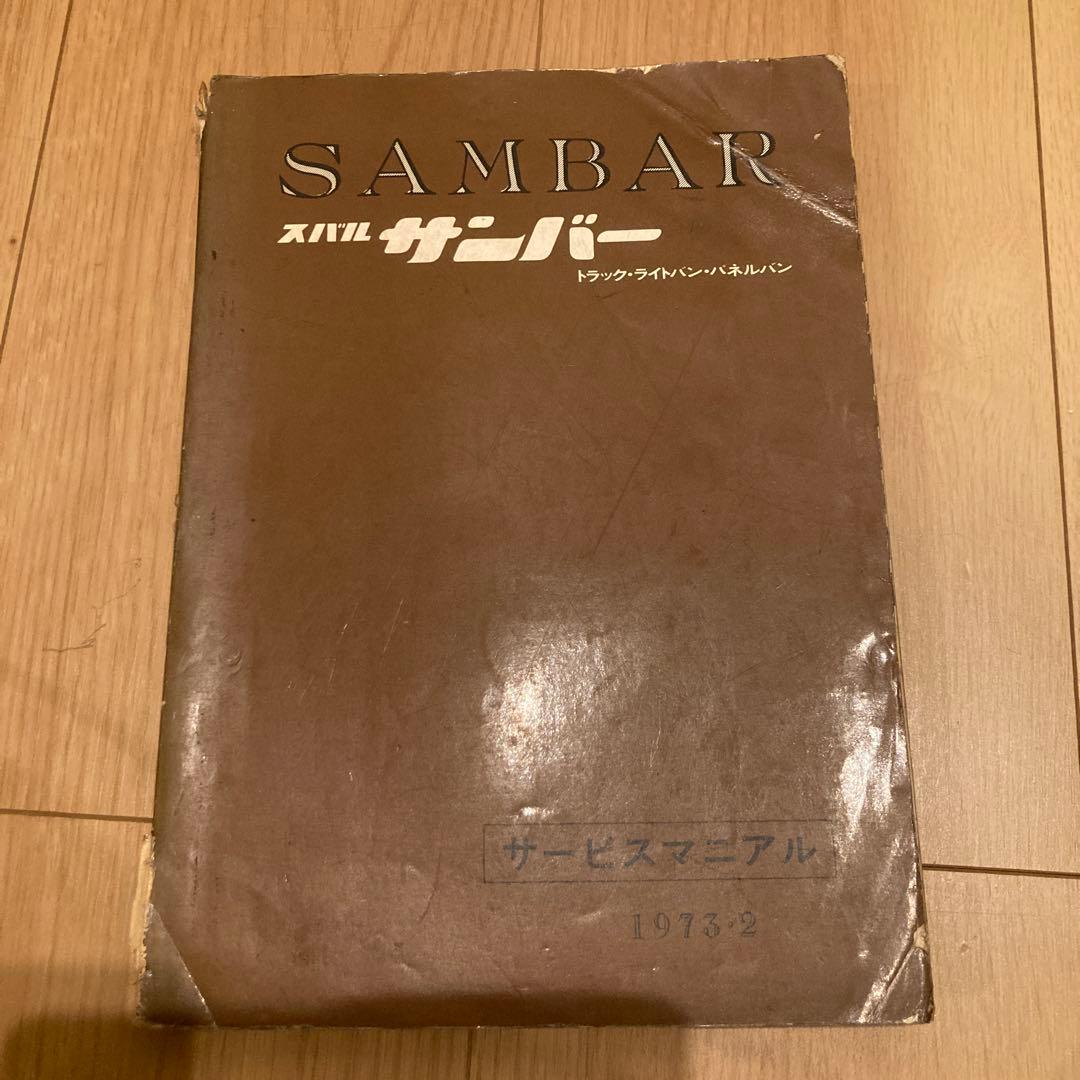 SAMBAR
スバル サンバー
トラック・ライトバン・パネルバン
サービスマニアル
1973・2